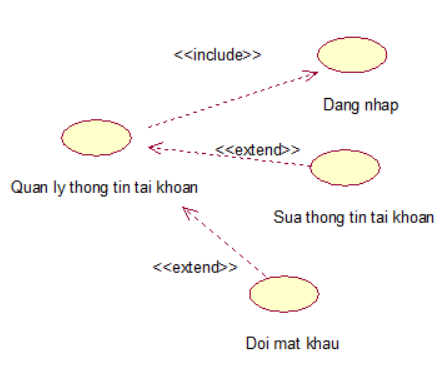 <<include>>
Dang nhap
<<extend>>
Quan ly thong tin tai khoan
Sua thong tin tai khoan
<<extend>>
Doi mat khau